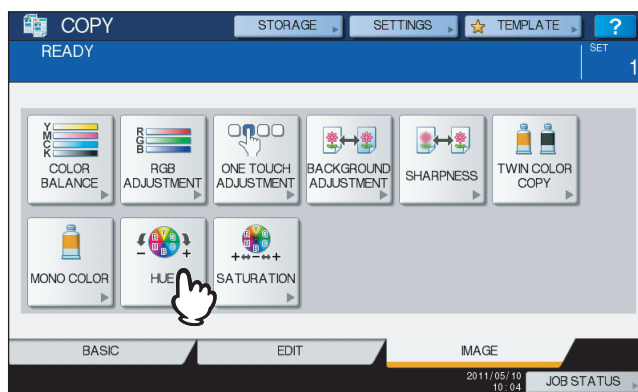 COPY
STORAGE
SETTINGS
TEMPLATE
?
READY
SET
1
Y
M
C
K
COLOR
BALANCE
R
G
B
RGB
ADJUSTMENT
ONE TOUCH
ADJUSTMENT
BACKGROUND
ADJUSTMENT
SHARPNESS
TWIN COLOR
COPY
MONO COLOR
HUE
SATURATION
BASIC
EDIT
IMAGE
2011/05/10
10:04
JOB STATUS